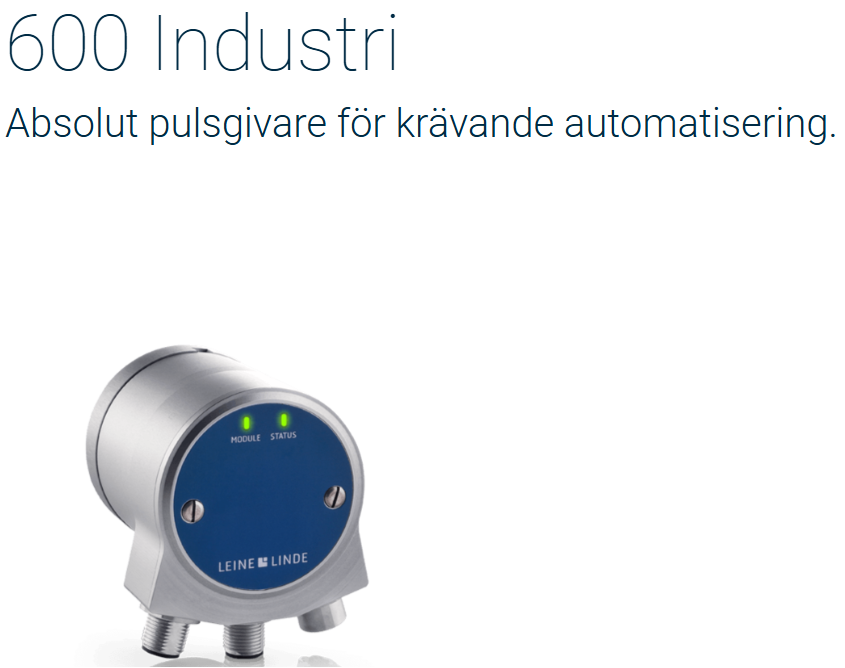 600 Industri
Absolut pulsgivare för krävande automatisering.
MODULE STATUS
LEINE LINDE